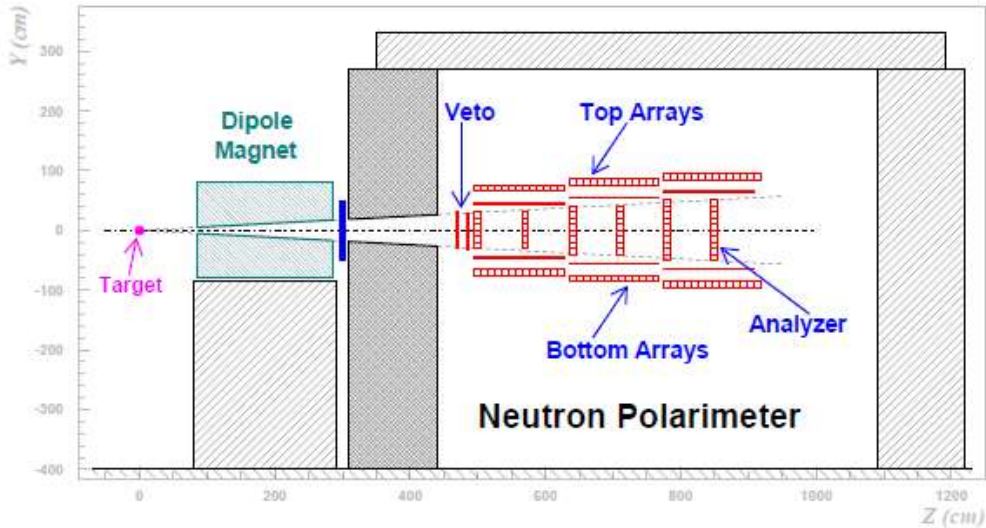 Y (cm)
300
200
100
0
-100
-200
-300
-400
Dipole
Magnet
Veto
Top Arrays
Target
Analyzer
Bottom Arrays
Neutron Polarimeter
0
200
400
600
800
1000
1200
Z (cm)